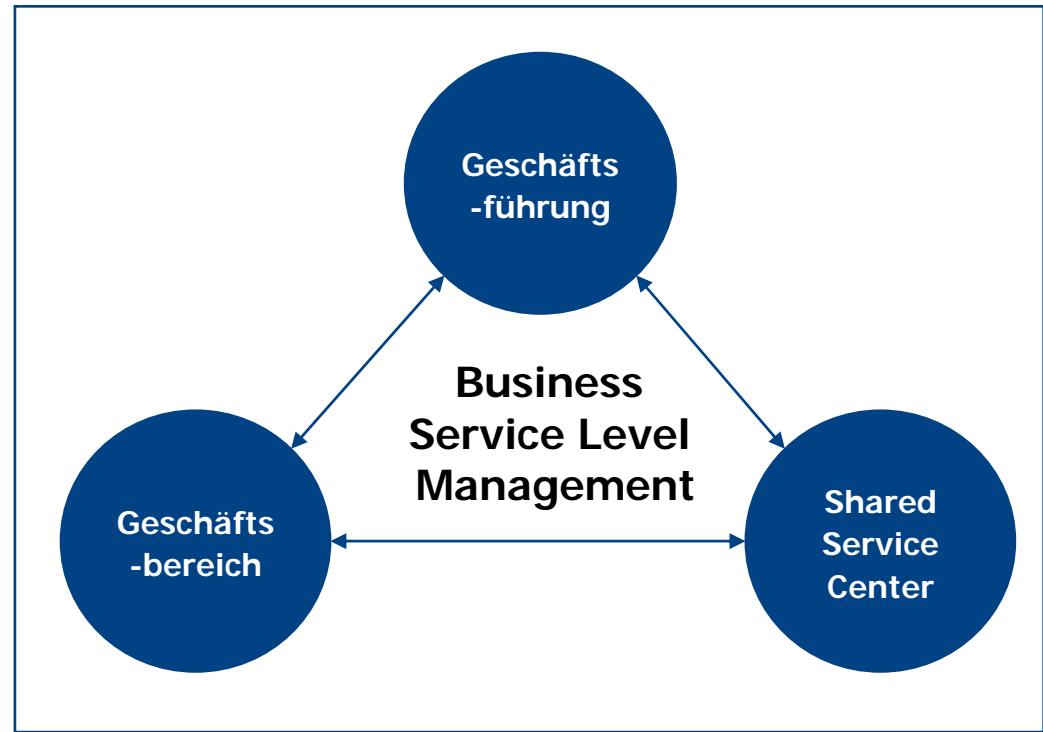 Geschäfts
-führung
Business
Service Level
Management
Geschäfts
-bereich
Shared
Service
Center